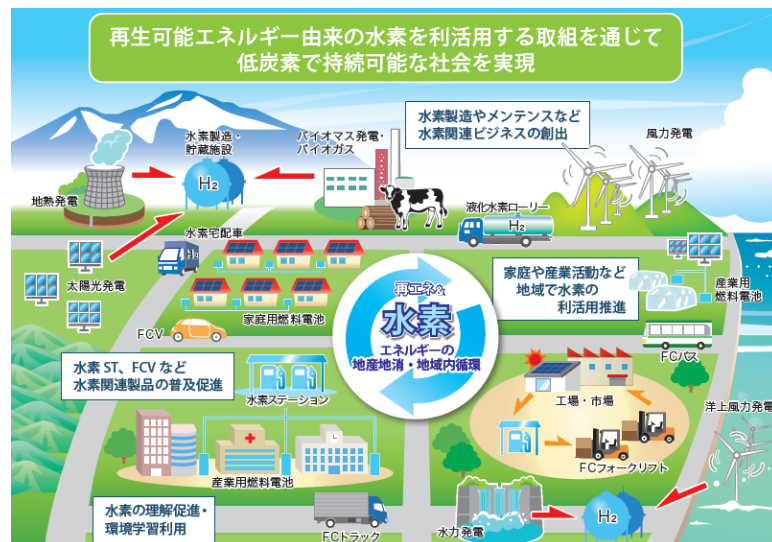 再生可能エネルギー由来の水素を利活用する取組を通じて
低炭素で持続可能な社会を実現
水素製造やメンテンスなど
水素関連ビジネスの創出
水素製造・
貯蔵施設
バイオマス発電・
バイオガス
風力発電
H2
地熱発電
液化水素ローリー
H2
水素宅配車
H2
太陽光発電
家庭用燃料電池
再エネ&
水素
エネルギーの
地産地消・地域内循環
家庭や産業活動など
地域で水素の
利活用推進
産業用
燃料電池
FCV
FCバス
水素 ST、FCV など
水素関連製品の普及促進
水素ステーション
工場・市場
洋上風力発電
FCフォークリフト
産業用燃料電池
水素の理解促進・
環境学習利用
FCトラック
水力発電
H2